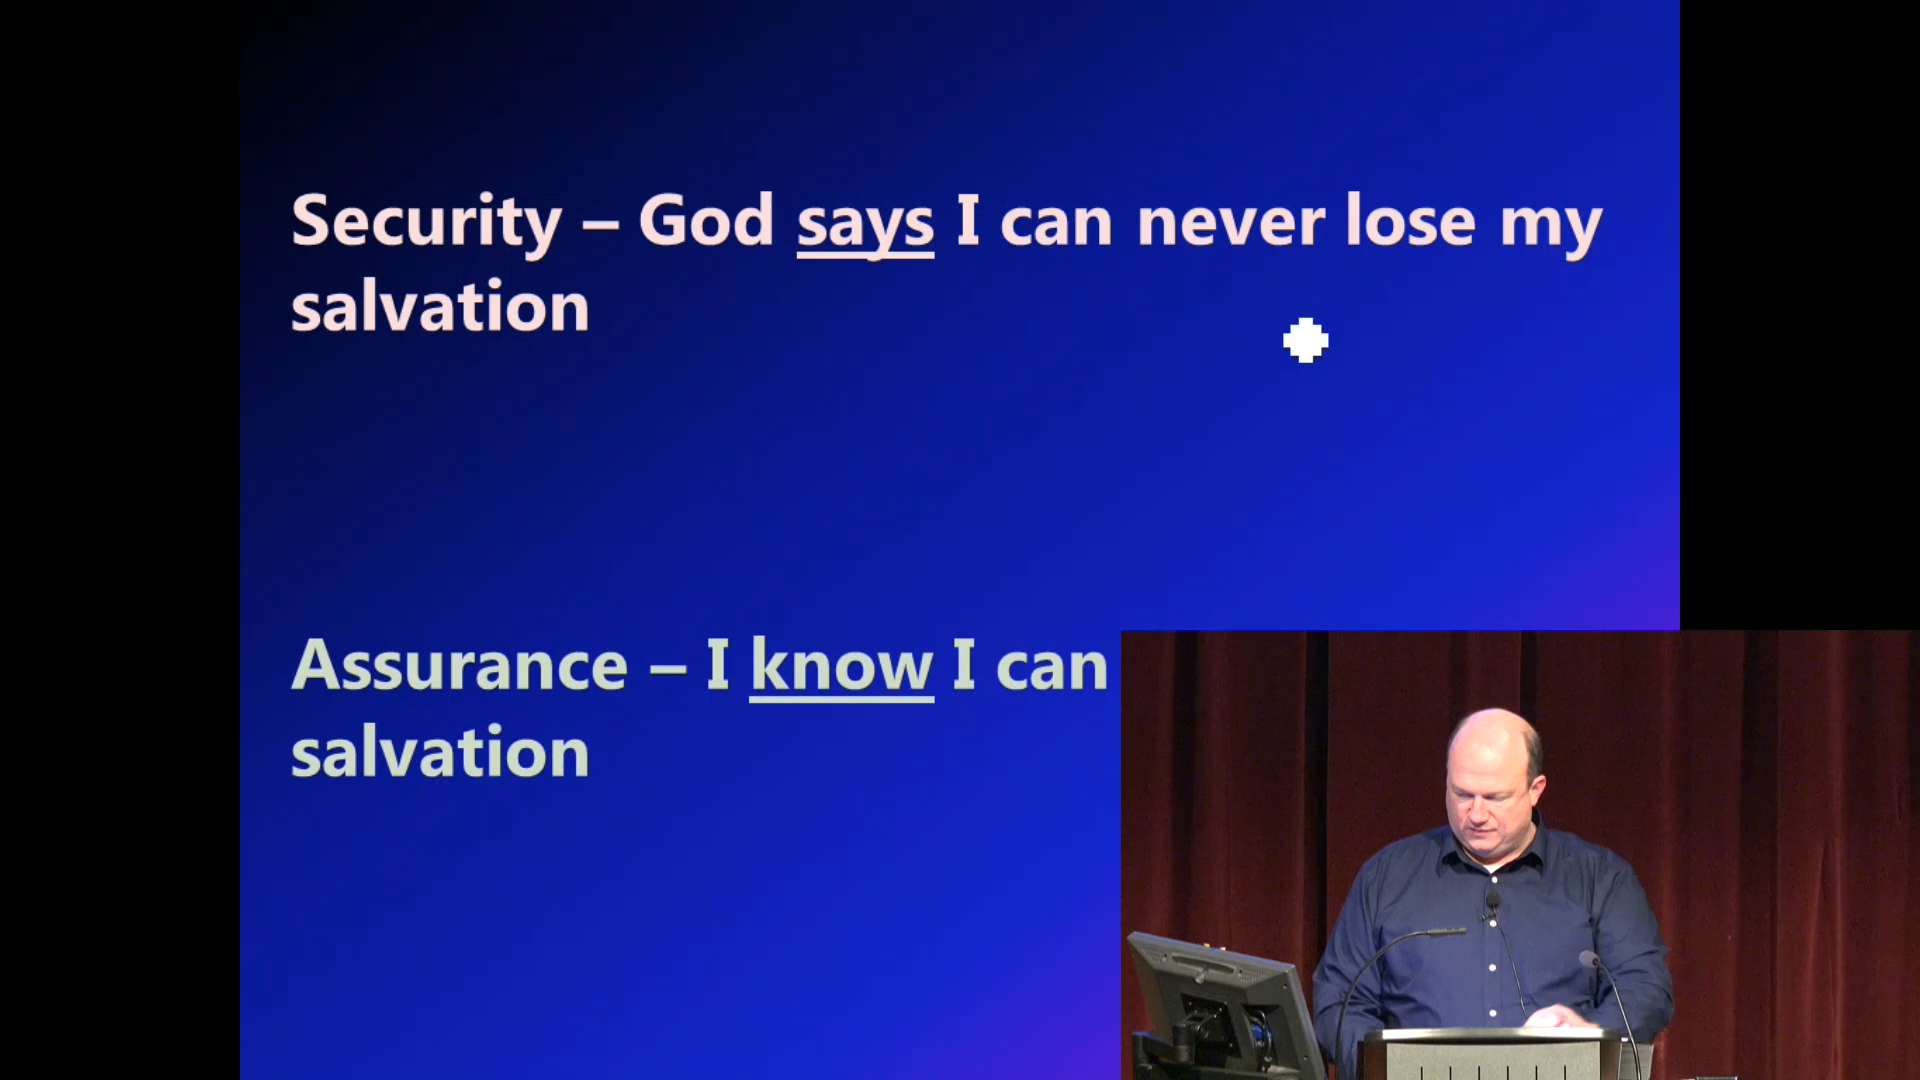 Security – God says I can never lose my
salvation
Assurance – I know I can
salvation